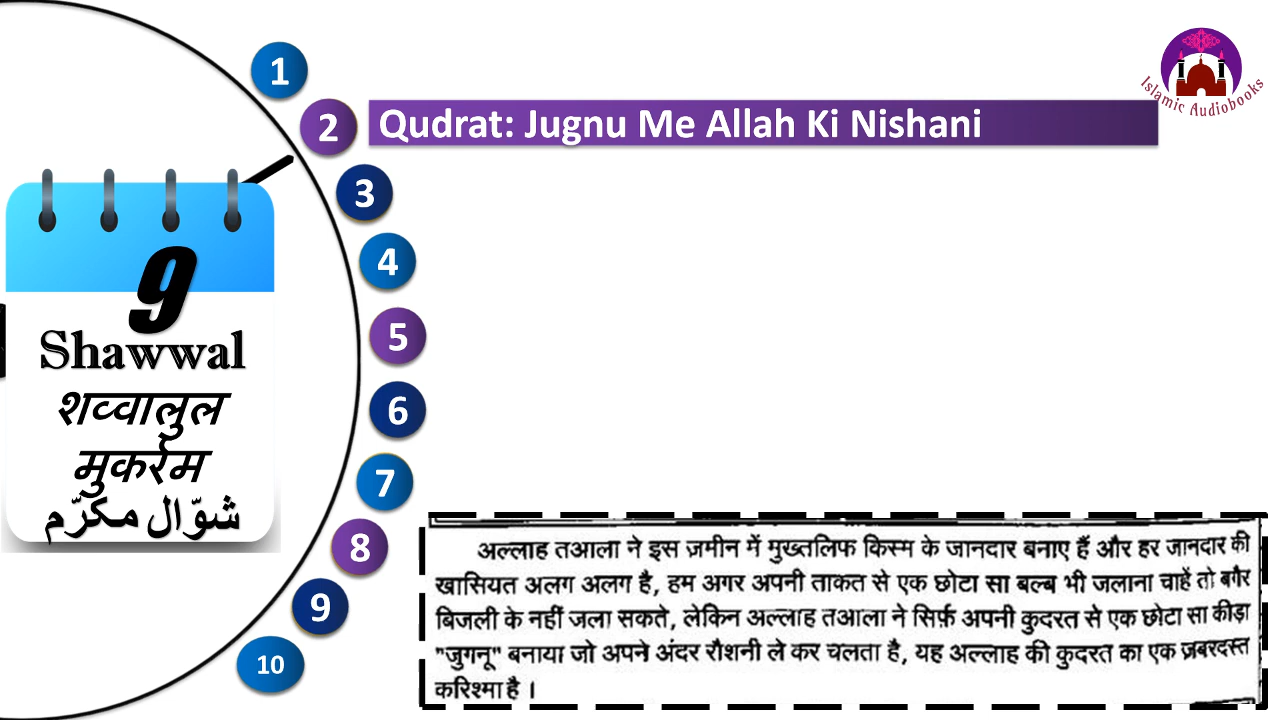 1
2
Qudrat: Jugnu Me Allah Ki Nishani
Islamic Audiobooks
3
4
5
6
7
8
9
10
9
Shawwal
शव्वालुल
मुकर्रम
شوّال مكرّم
अल्लाह तआला ने इस ज़मीन में मुख्तलिफ किस्म के जानदार बनाए हैं और हर जानदार की
खासियत अलग अलग है, हम अगर अपनी ताकत से एक छोटा सा बल्ब भी जलाना चाहें तो बगैर
बिजली के नहीं जला सकते, लेकिन अल्लाह तआला ने सिर्फ़ अपनी कुदरत से एक छोटा सा कीड़ा
"जुगनू" बनाया जो अपने अंदर रौशनी ले कर चलता है, यह अल्लाह की कुदरत का एक ज़बरदस्त
करिश्मा है ।